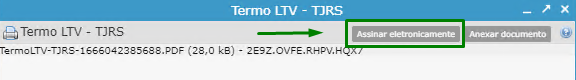 Termo LTV - TJRS
Termo LTV - TJRS Assinar eletronicamente Anexar documento
TermoLTV-TJRS-1666042385688.PDF (28,0 kB) - 2E9Z.OVFE.RHPV.HQX7